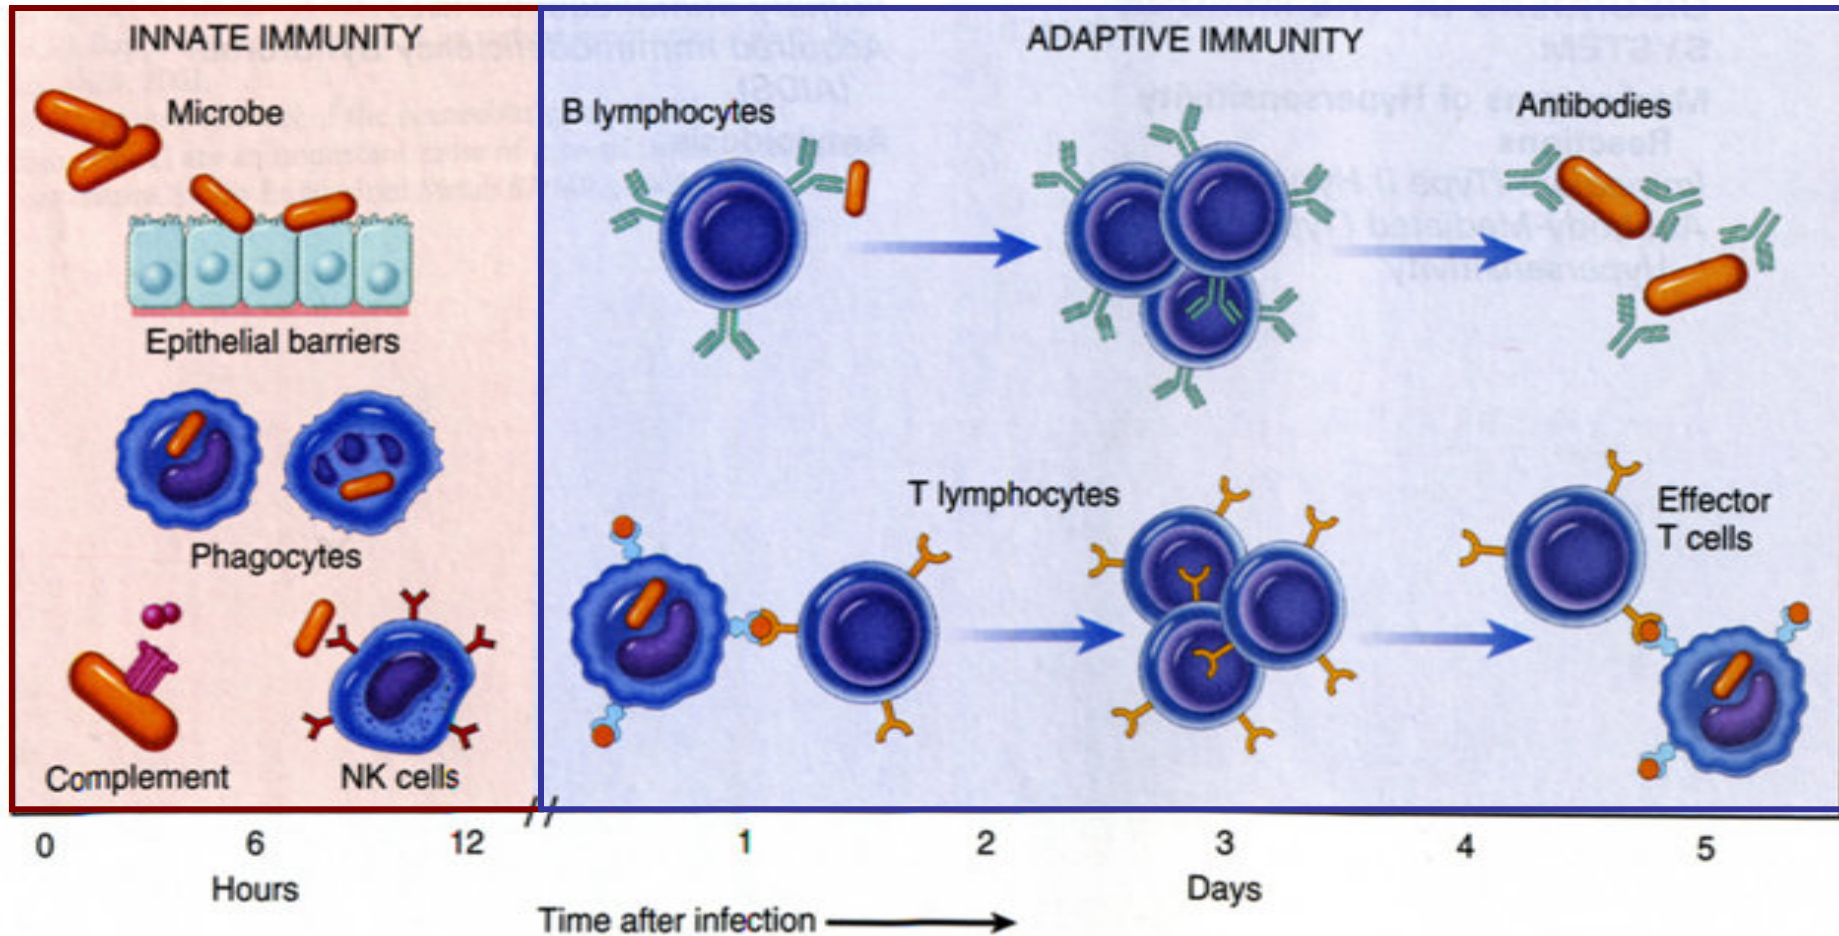 INNATE IMMUNITY
ADAPTIVE IMMUNITY
Microbe
Epithelial barriers
Phagocytes
Complement
NK cells
B lymphocytes
Antibodies
T lymphocytes
Effector
T cells
0 6 12 1 2 3 4 5
Hours
Days
Time after infection